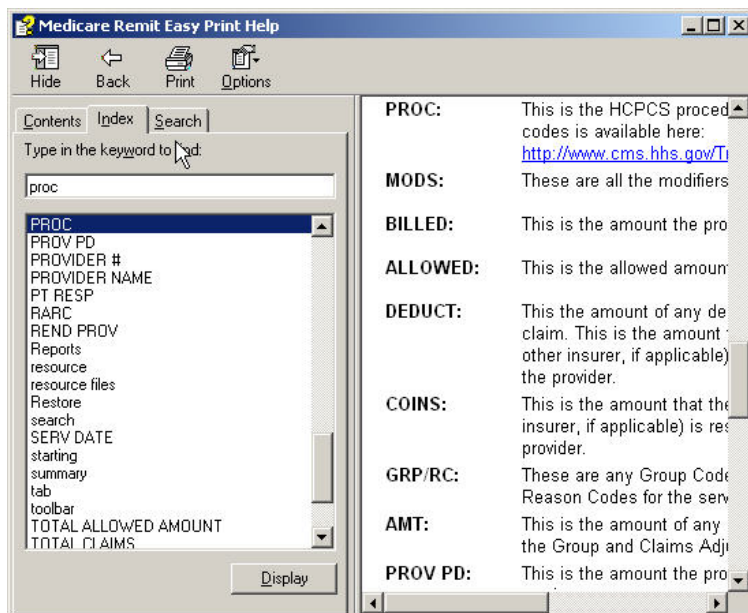 Medicare Remit Easy Print Help
Hide Back Print Options
Contents Index Search
Type in the keyword to find:
proc
PROC
PROV PD
PROVIDER #
PROVIDER NAME
PT RESP
RARC
REND PROV
Reports
resource
resource files
Restore
search
SERV DATE
starting
summary
tab
toolbar
TOTAL ALLOWED AMOUNT
TOTAL CLAIMS
Display
PROC: This is the HCPCS proced
codes is available here:
http://www.cms.hhs.gov/Tr
MODS: These are all the modifiers
BILLED: This is the amount the pro
ALLOWED: This is the allowed amoun
DEDUCT: This the amount of any de
claim. This is the amount
other insurer, if applicable)
the provider.
COINS: This is the amount that the
insurer, if applicable) is res
provider.
GRP/RC: These are any Group Code
Reason Codes for the serv
AMT: This is the amount of any
the Group and Claims Adju
PROV PD: This is the amount the pro